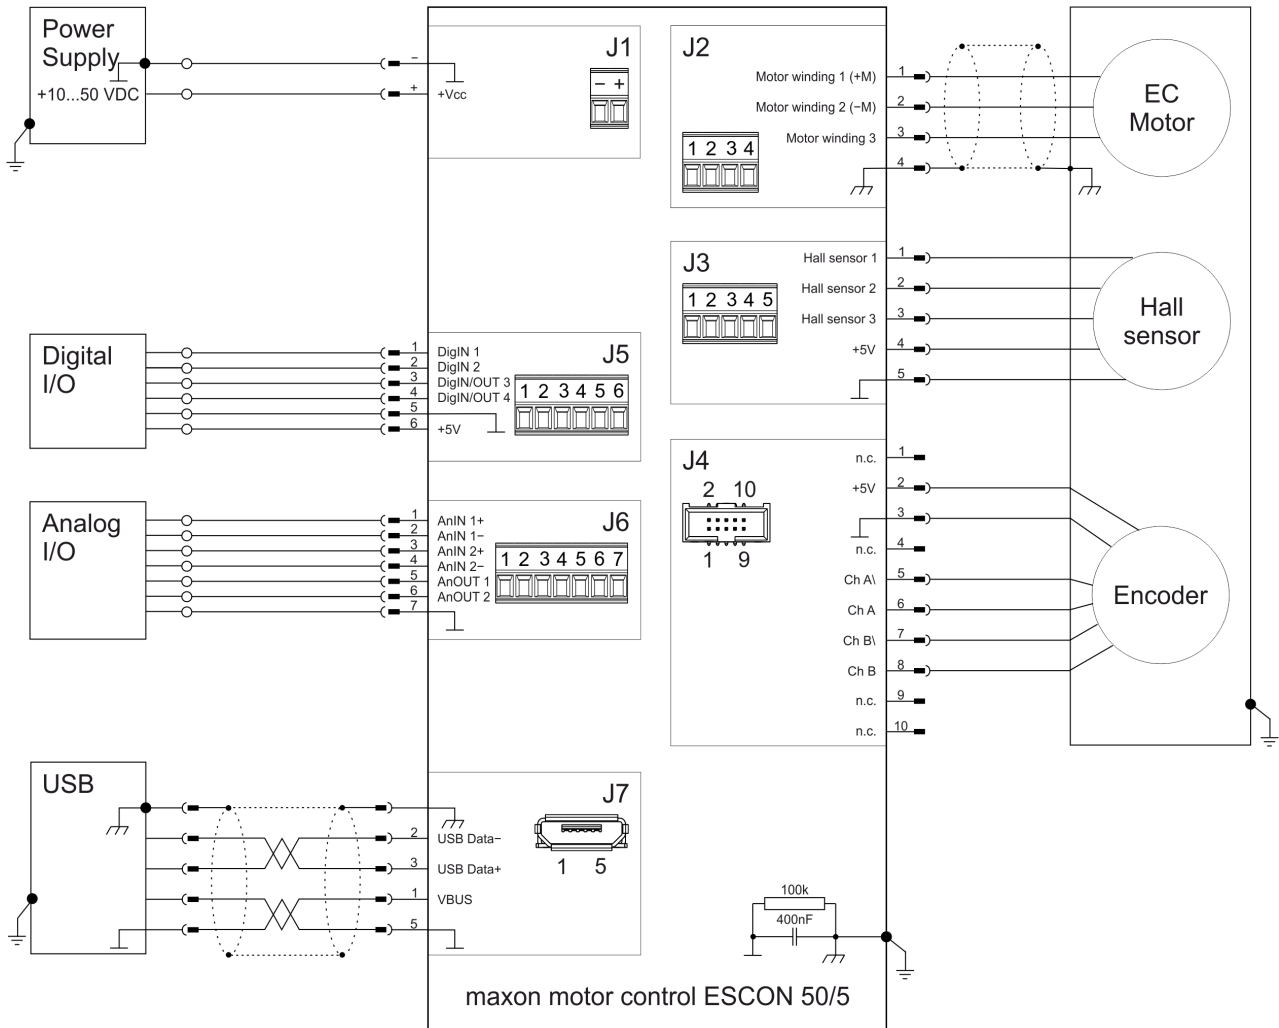 Power
Supply
+10...50 VDC
−
+
+Vcc
J1
− +
J2
Motor winding 1 (+M) 1
Motor winding 2 (−M) 2
Motor winding 3 3
4
1 2 3 4
EC
Motor
J3
Hall sensor 1 1
Hall sensor 2 2
Hall sensor 3 3
+5V 4
5
1 2 3 4 5
Hall
sensor
Digital
I/O
1 DigIN 1
2 DigIN 2
3 DigIN/OUT 3
4 DigIN/OUT 4
5
6 +5V
J5
1 2 3 4 5 6
J4
2 10
1 9
n.c. 1
+5V 2
3
n.c. 4
Ch A\ 5
Ch A 6
Ch B\ 7
Ch B 8
n.c. 9
n.c. 10
Encoder
Analog
I/O
1 AnIN 1+
2 AnIN 1−
3 AnIN 2+
4 AnIN 2−
5 AnOUT 1
6 AnOUT 2
7
J6
1 2 3 4 5 6 7
USB
2 USB Data−
3 USB Data+
1 VBUS
5
J7
1 5
100k
400nF
maxon motor control ESCON 50/5